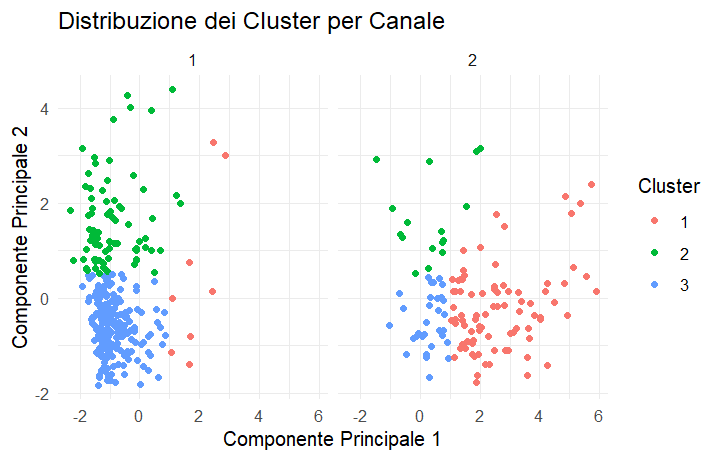 Distribuzione dei Cluster per Canale
1 2
Componente Principale 2
4
2
0
-2
-2 0 2 4 6 -2 0 2 4 6
Componente Principale 1
Cluster
1
2
3